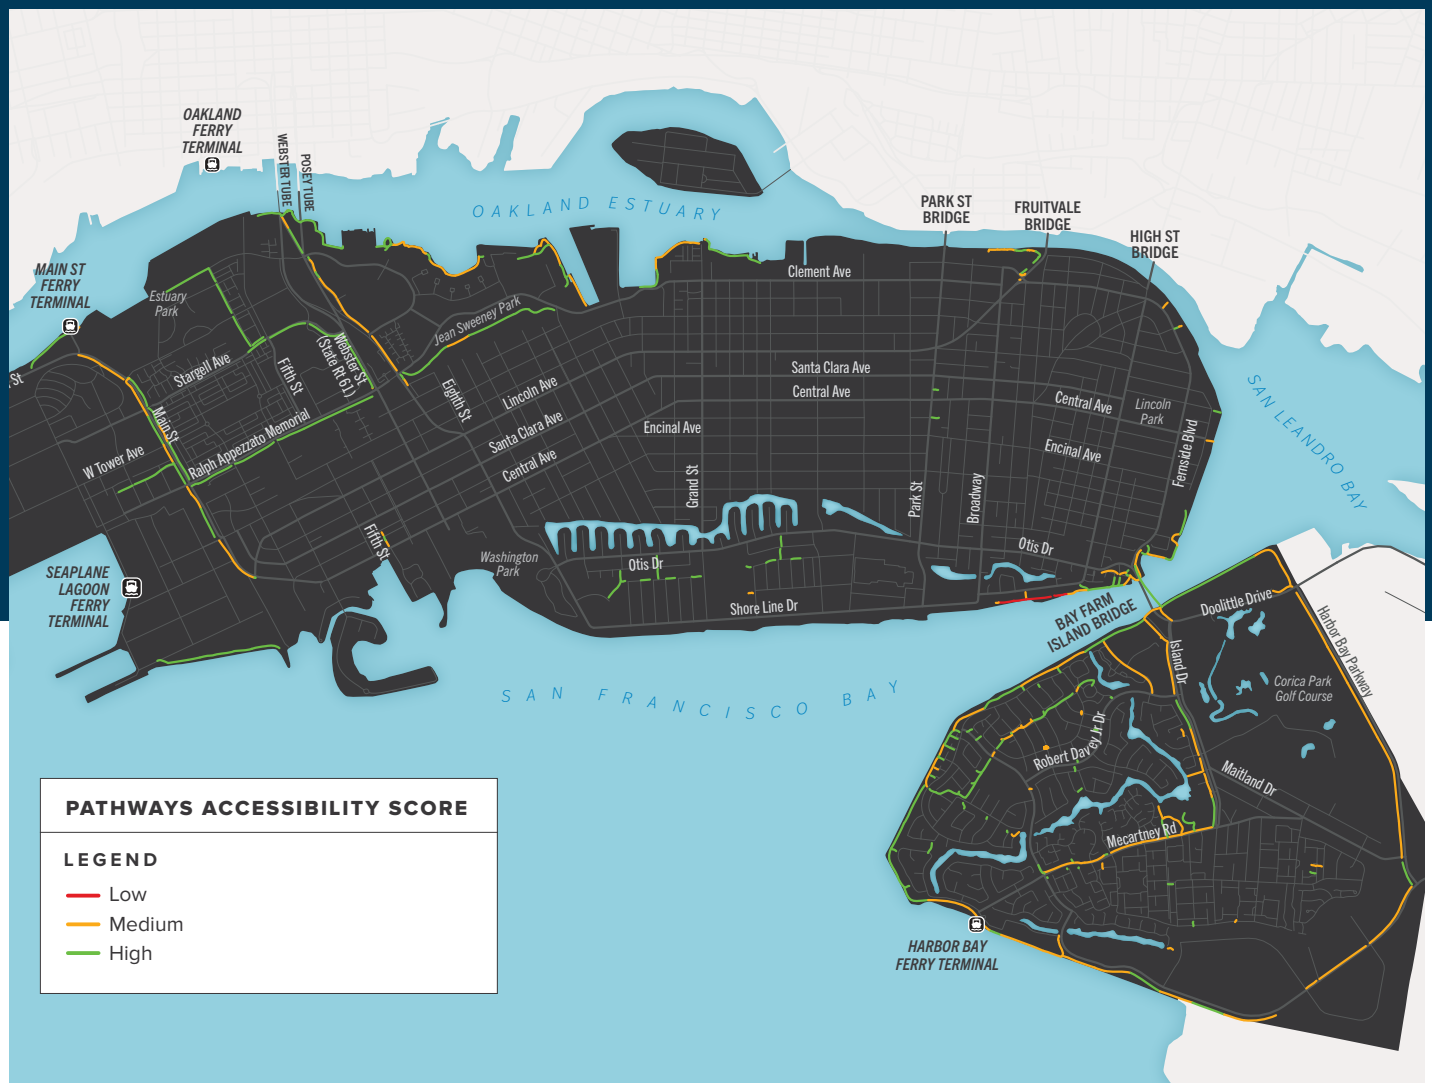 OAKLAND
FERRY
TERMINAL
WEBSTER TUBE
POSEY TUBE
OAKLAND ESTUARY
PARK ST
BRIDGE
FRUITVALE
BRIDGE
HIGH ST
BRIDGE
MAIN ST
FERRY
TERMINAL
Estuary
Park
Clement Ave
Jean Sweeney Park
Stargell Ave
Fifth St
Webster St
(State Rt 61)
St
Eighth St
Lincoln Ave
Santa Clara Ave
Central Ave
Santa Clara Ave
Central Ave
Central Ave
Lincoln
Park
Main St
Ralph Appezzato Memorial
W Tower Ave
Encinal Ave
Encinal Ave
Fernside Blvd
SAN LEANDRO BAY
Grand St
Park St
Broadway
Fifth St
Washington
Park
Otis Dr
Otis Dr
Shore Line Dr
SEAPLANE
LAGOON
FERRY
TERMINAL
BAY FARM
ISLAND BRIDGE
Doolittle Drive
Harbor Bay Parkway
Island Dr
Corica Park
Golf Course
SAN FRANCISCO BAY
Robert Davey Jr Dr
Maitland Dr
Mecartney Rd
HARBOR BAY
FERRY TERMINAL
PATHWAYS ACCESSIBILITY SCORE
LEGEND
Low
Medium
High